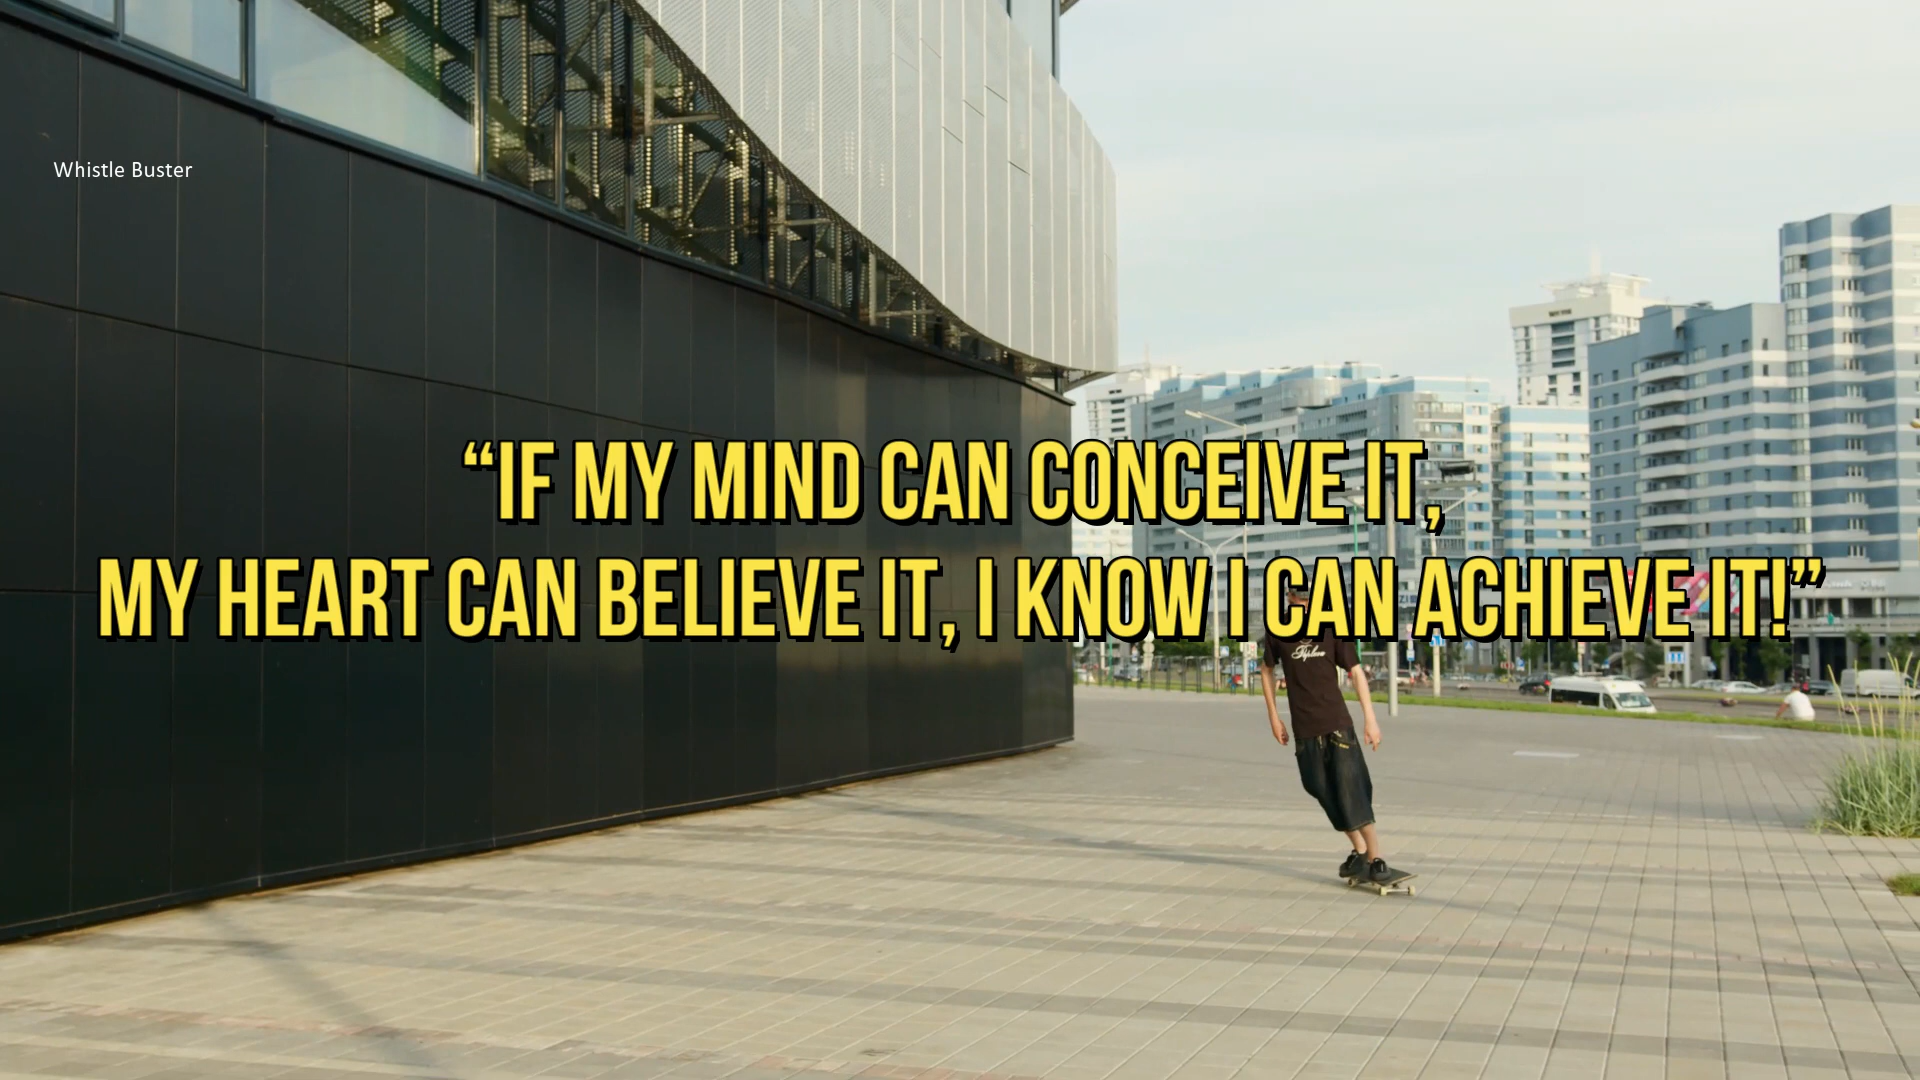 Whistle Buster
“IF MY MIND CAN CONCEIVE IT,
MY HEART CAN BELIEVE IT, I KNOW I CAN ACHIEVE IT!”